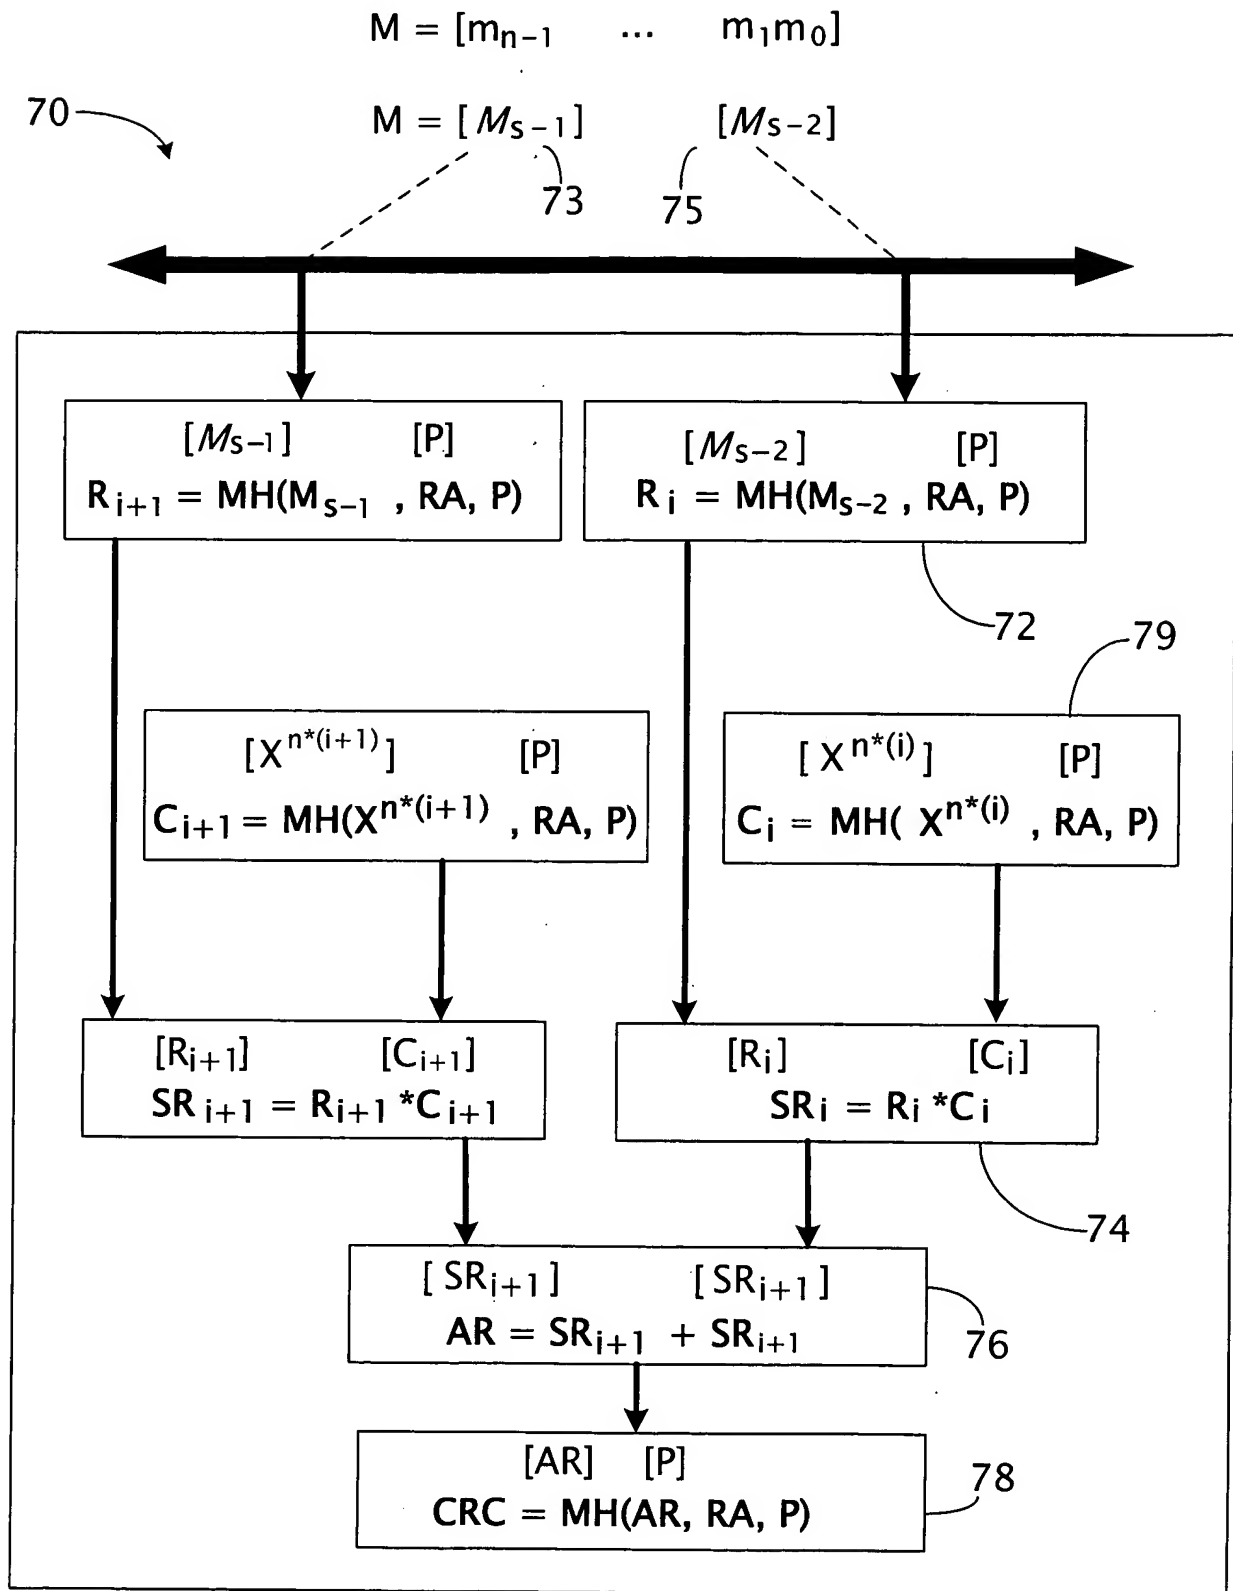 M = [mₙ₋₁ ... m₁m₀]
70
M = [M_{S-1}] [M_{S-2}]
73
75
[M_{S-1}] [P]
R_{i+1} = MH(M_{S-1} , RA, P)
[M_{S-2}] [P]
R_i = MH(M_{S-2} , RA, P)
72
79
[X^{n*(i+1)}] [P]
C_{i+1} = MH(X^{n*(i+1)} , RA, P)
[X^{n*(i)}] [P]
C_i = MH( X^{n*(i)} , RA, P)
[R_{i+1}] [C_{i+1}]
SR_{i+1} = R_{i+1} *C_{i+1}
[R_i] [C_i]
SR_i = R_i *C_i
74
[SR_{i+1}] [SR_{i+1}]
AR = SR_{i+1} + SR_{i+1}
76
[AR] [P]
CRC = MH(AR, RA, P)
78